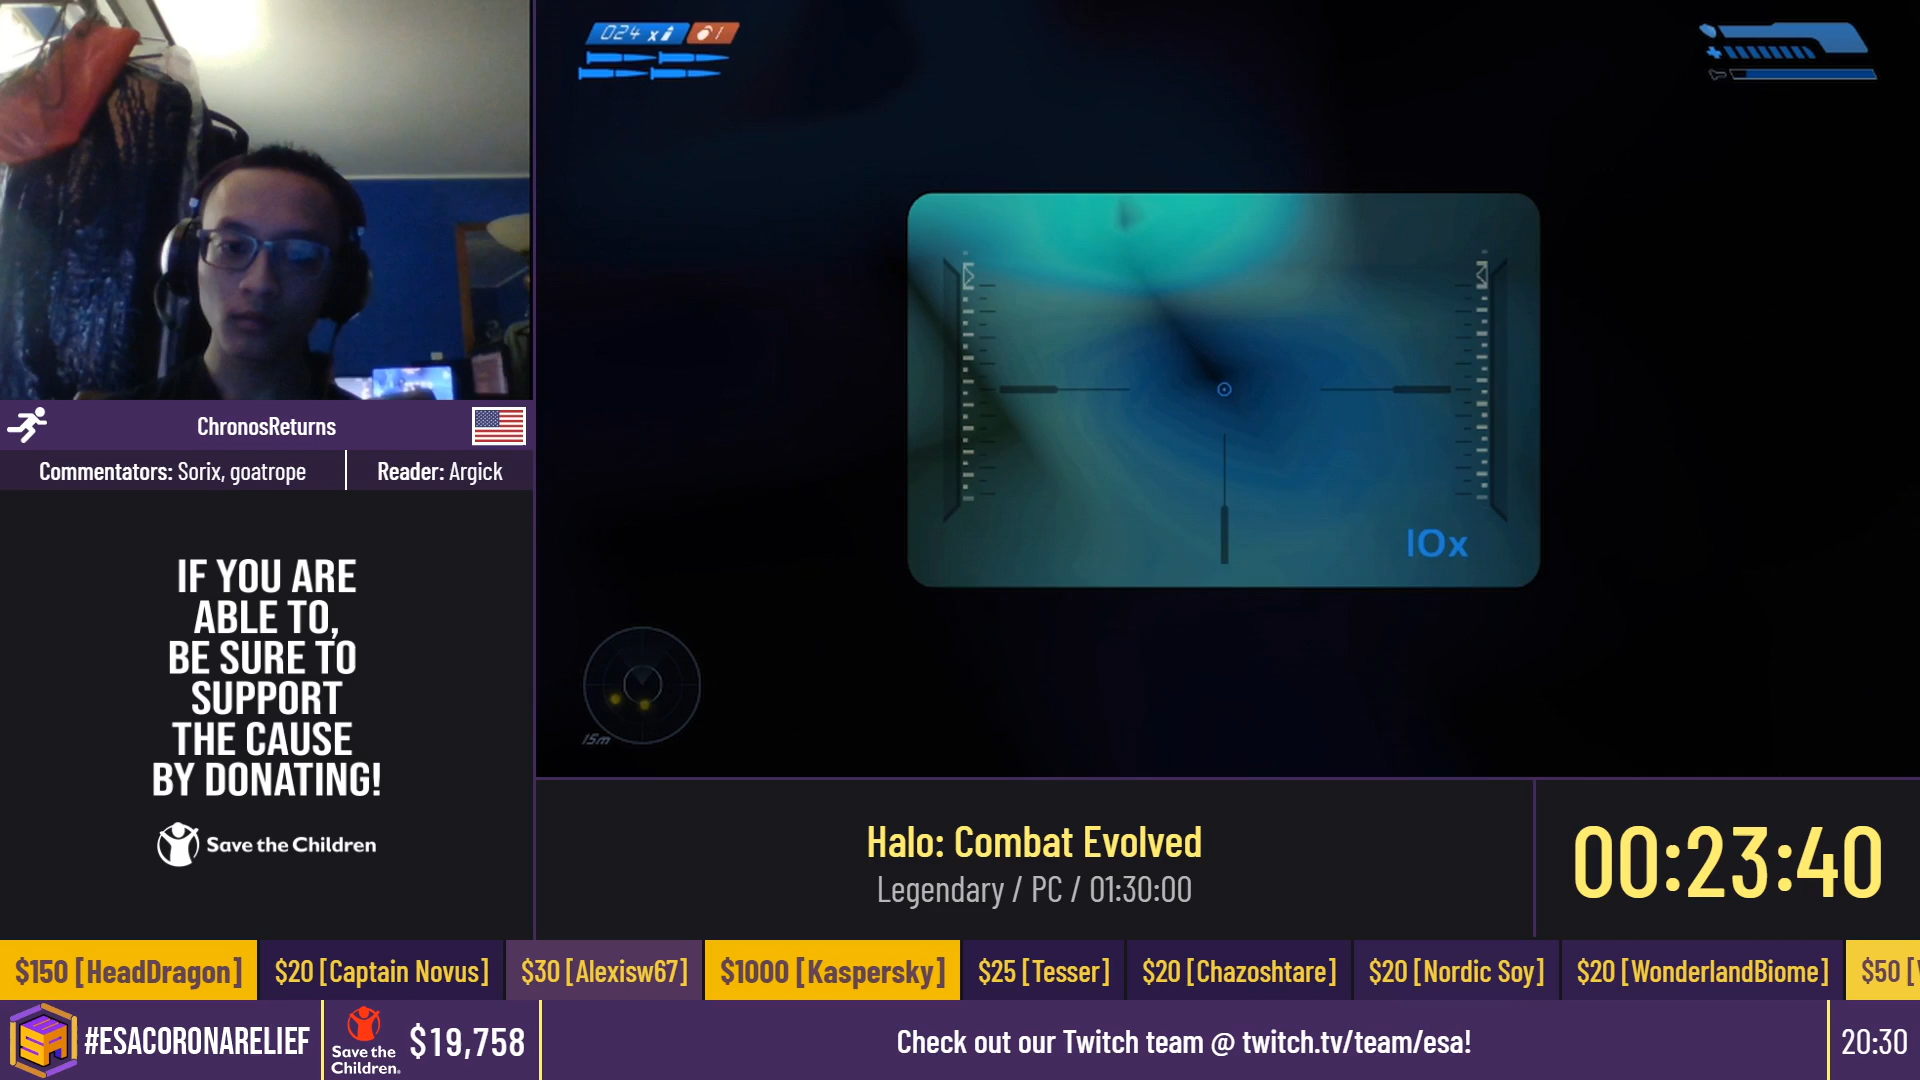 024 x
1
10x
15m
ChronosReturns
Commentators: Sorix, goatrope
Reader: Argick
IF YOU ARE
ABLE TO,
BE SURE TO
SUPPORT
THE CAUSE
BY DONATING!
Save the Children
Halo: Combat Evolved
Legendary / PC / 01:30:00
00:23:40
$150 [HeadDragon]
$20 [Captain Novus]
$30 [Alexisw67]
$1000 [Kaspersky]
$25 [Tesser]
$20 [Chazoshtare]
$20 [Nordic Soy]
$20 [WonderlandBiome]
$50 [
#ESACORONARELIEF
Save the
Children.
$19,758
Check out our Twitch team @ twitch.tv/team/esa!
20:30